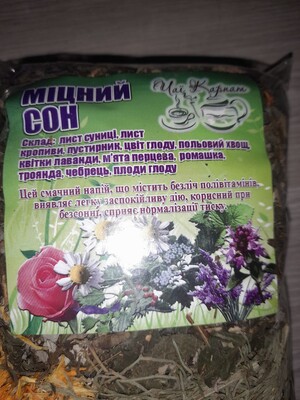 МІЦНИЙ
СОН
Чаї Карпат
Склад: лист суниці, лист
кропиви, пустирник, цвіт глоду, польовий хвощ,
квітки лаванди, м'ята перцева, ромашка,
троянда, чебрець, плоди глоду
Цей смачний напій, що містить безліч полівітамінів,
виявляє легку заспокійливу дію, корисний при
безсонні, сприяє нормалізації тиску.